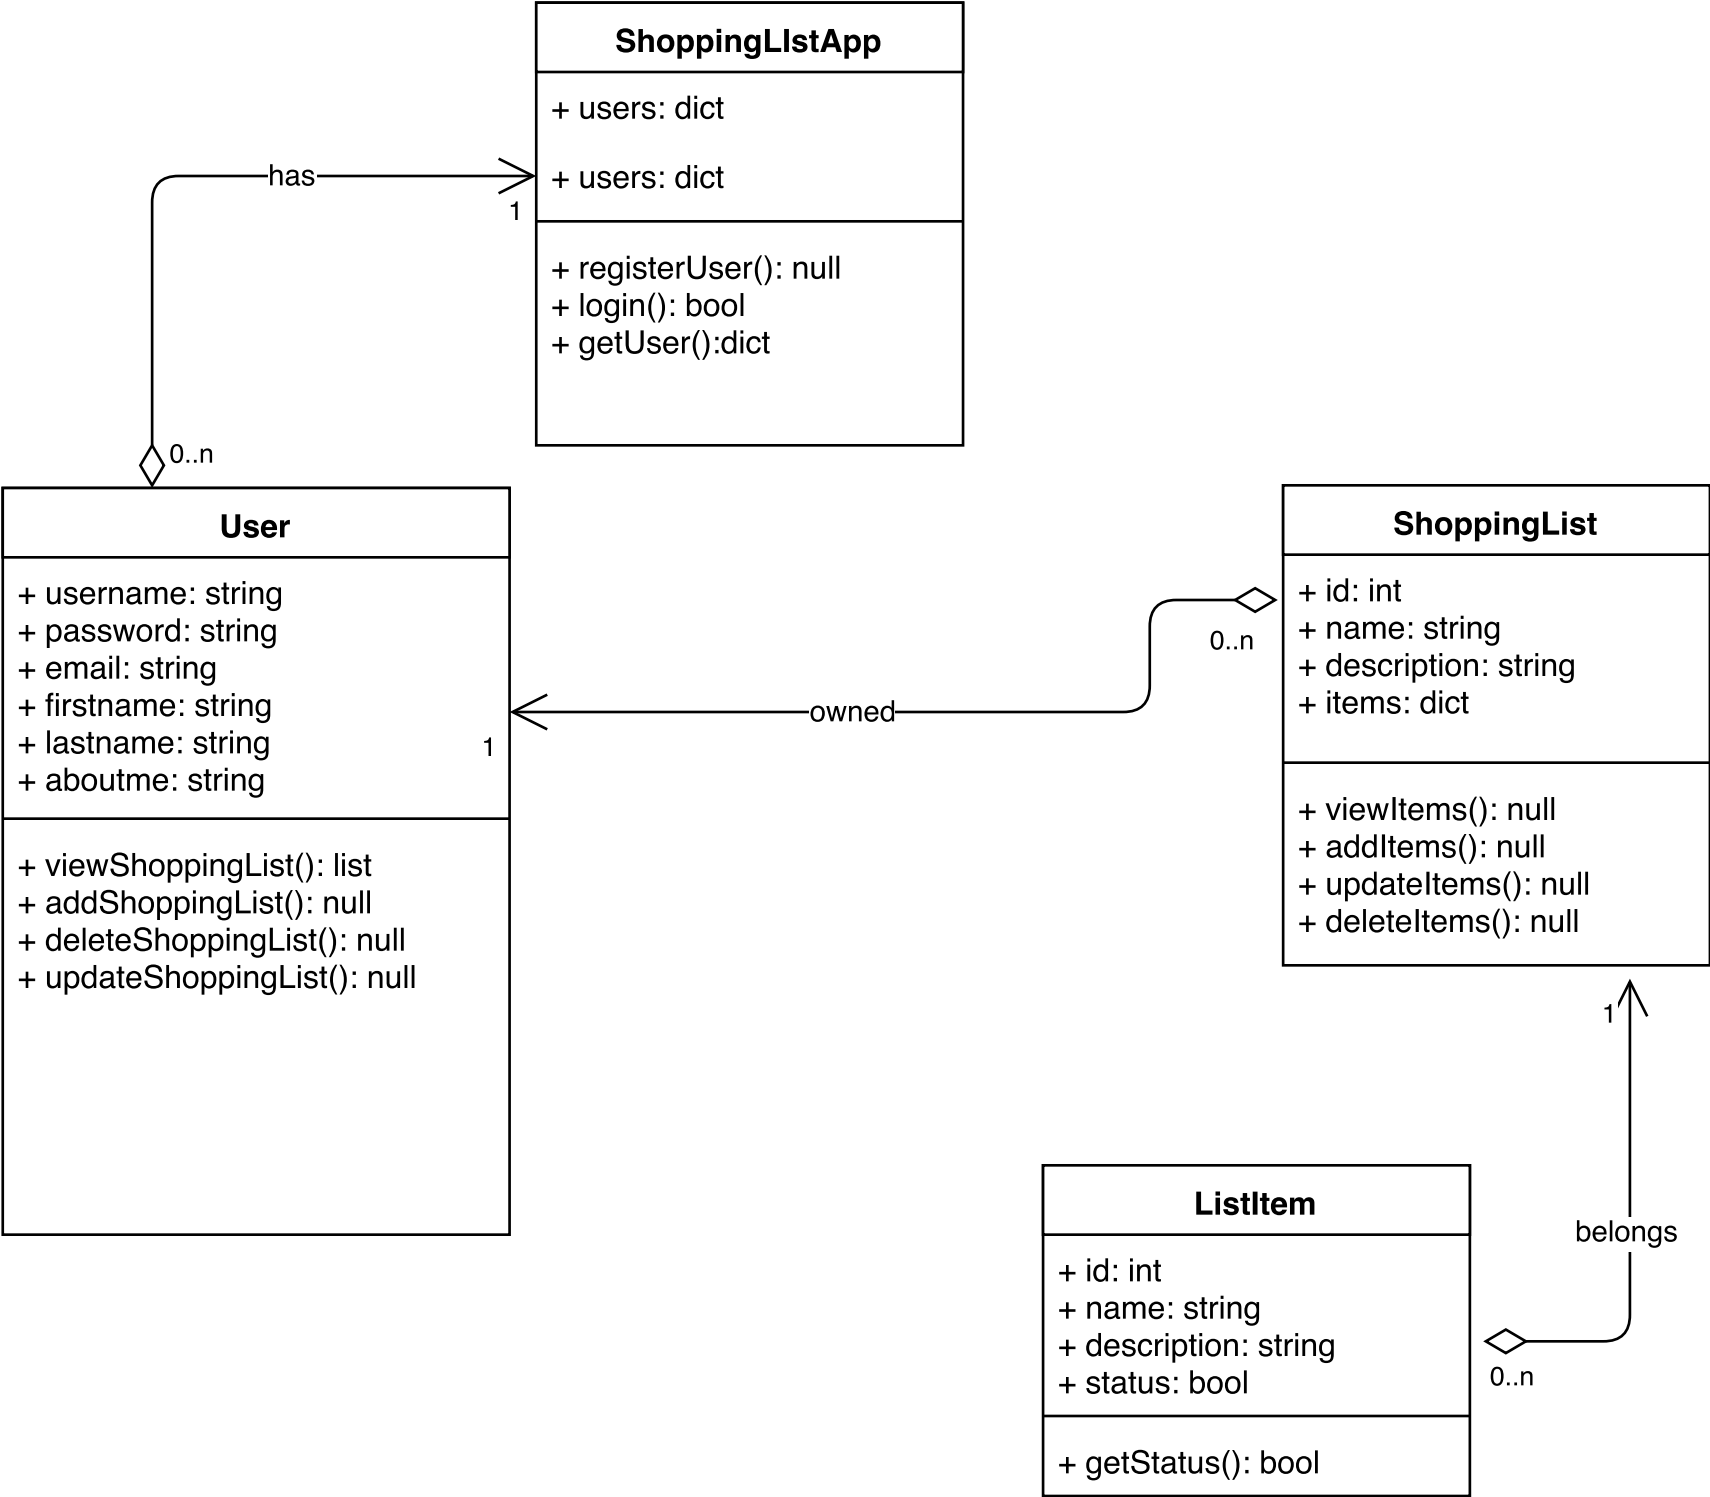 ShoppingLIstApp
+ users: dict
+ users: dict
+ registerUser(): null
+ login(): bool
+ getUser():dict
has
1
0..n
User
+ username: string
+ password: string
+ email: string
+ firstname: string
+ lastname: string
+ aboutme: string
+ viewShoppingList(): list
+ addShoppingList(): null
+ deleteShoppingList(): null
+ updateShoppingList(): null
1
owned
0..n
ShoppingList
+ id: int
+ name: string
+ description: string
+ items: dict
+ viewItems(): null
+ addItems(): null
+ updateItems(): null
+ deleteItems(): null
1
belongs
0..n
ListItem
+ id: int
+ name: string
+ description: string
+ status: bool
+ getStatus(): bool